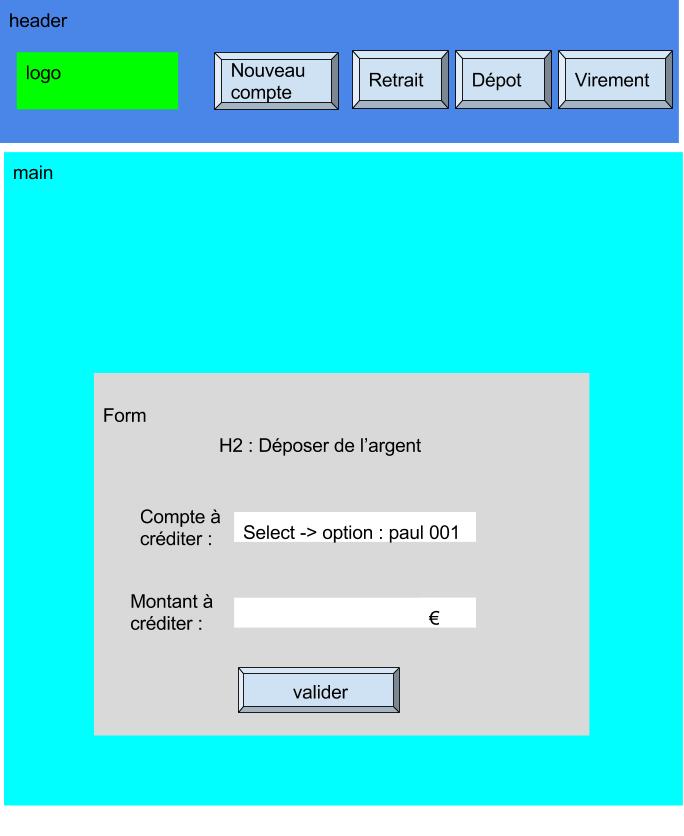 header
logo
Nouveau
compte
Retrait
Dépot
Virement
main
Form
H2 : Déposer de l’argent
Compte à
créditer :
Select -> option : paul 001
Montant à
créditer :
€
valider